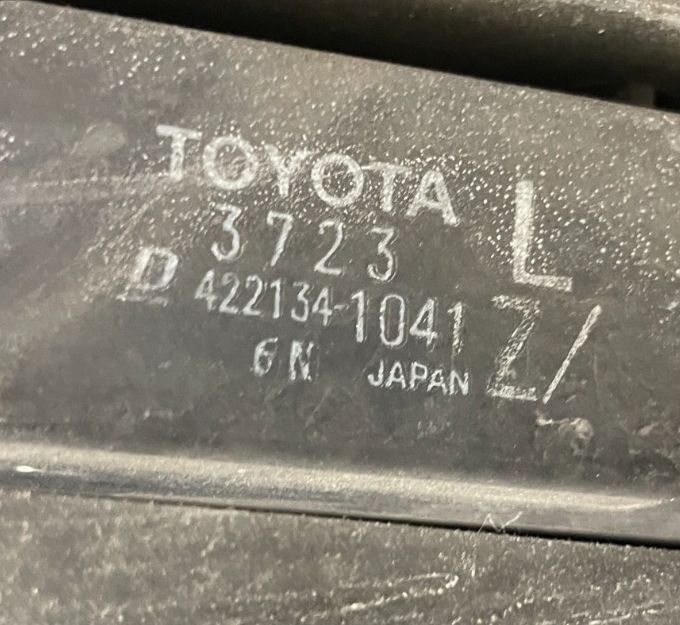 TOYOTA L
3723
D 422134-1041 Z/
6N JAPAN